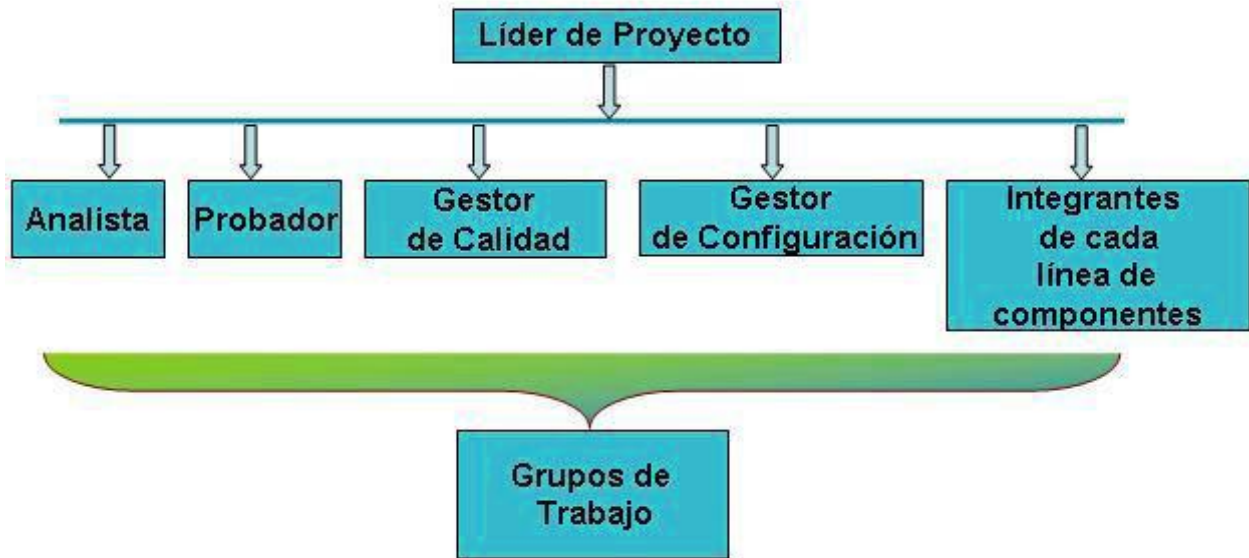 Líder de Proyecto
Analista
Probador
Gestor
de Calidad
Gestor
de Configuración
Integrantes
de cada
línea de
componentes
Grupos de
Trabajo